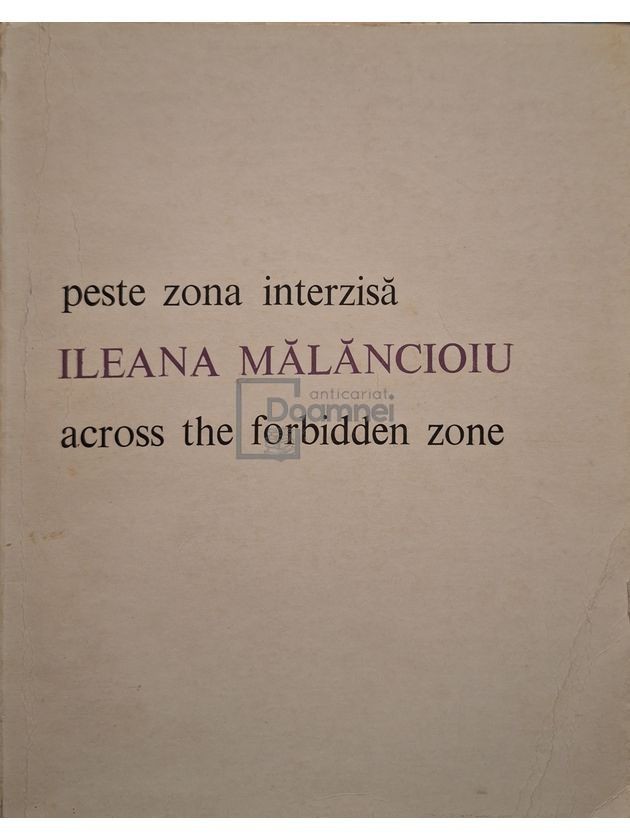 peste zona interzisă
ILEANA MĂLĂNCIOIU
anticariat
Doamnei
across the forbidden zone